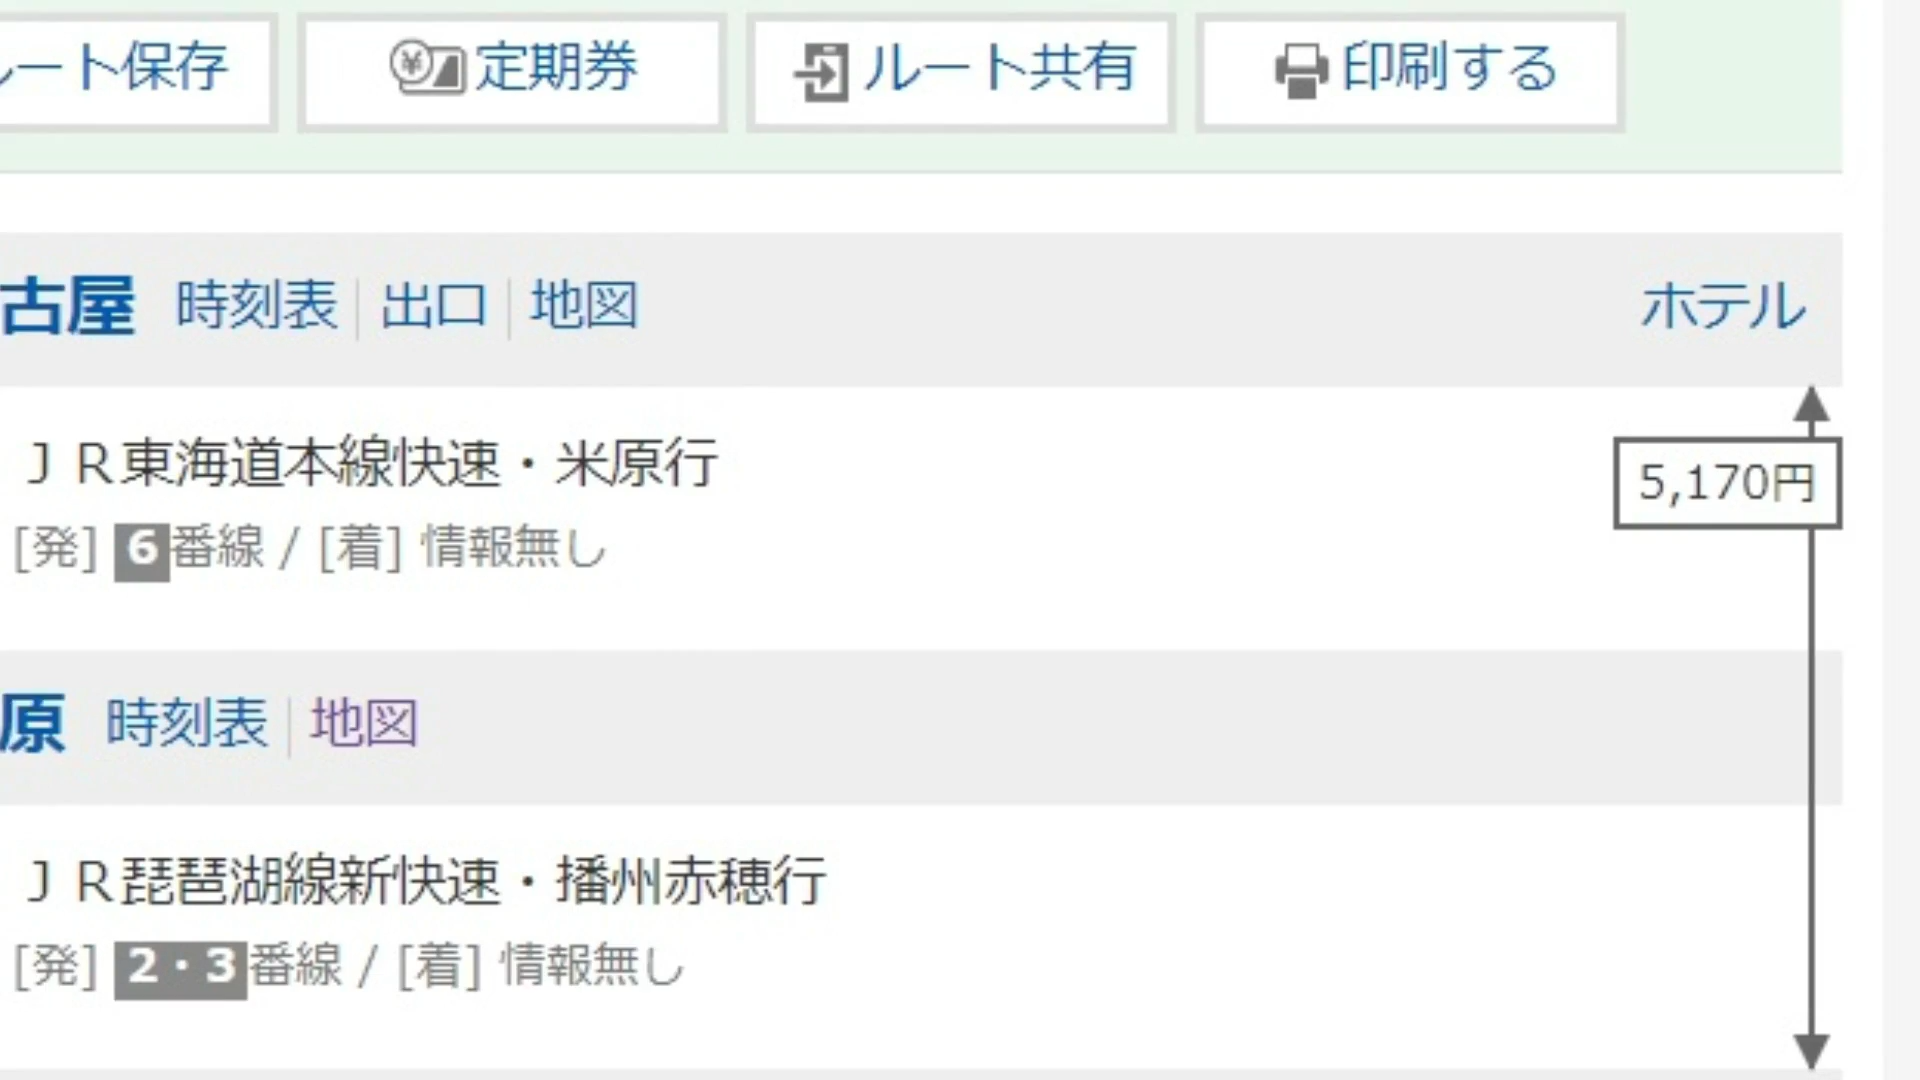 ルート保存 定期券 ルート共有 印刷する
古屋 時刻表 出口 地図 ホテル
ＪＲ東海道本線快速・米原行
5,170円
[発] 6番線 / [着] 情報無し
原 時刻表 地図
ＪＲ琵琶湖線新快速・播州赤穂行
[発] 2・3番線 / [着] 情報無し